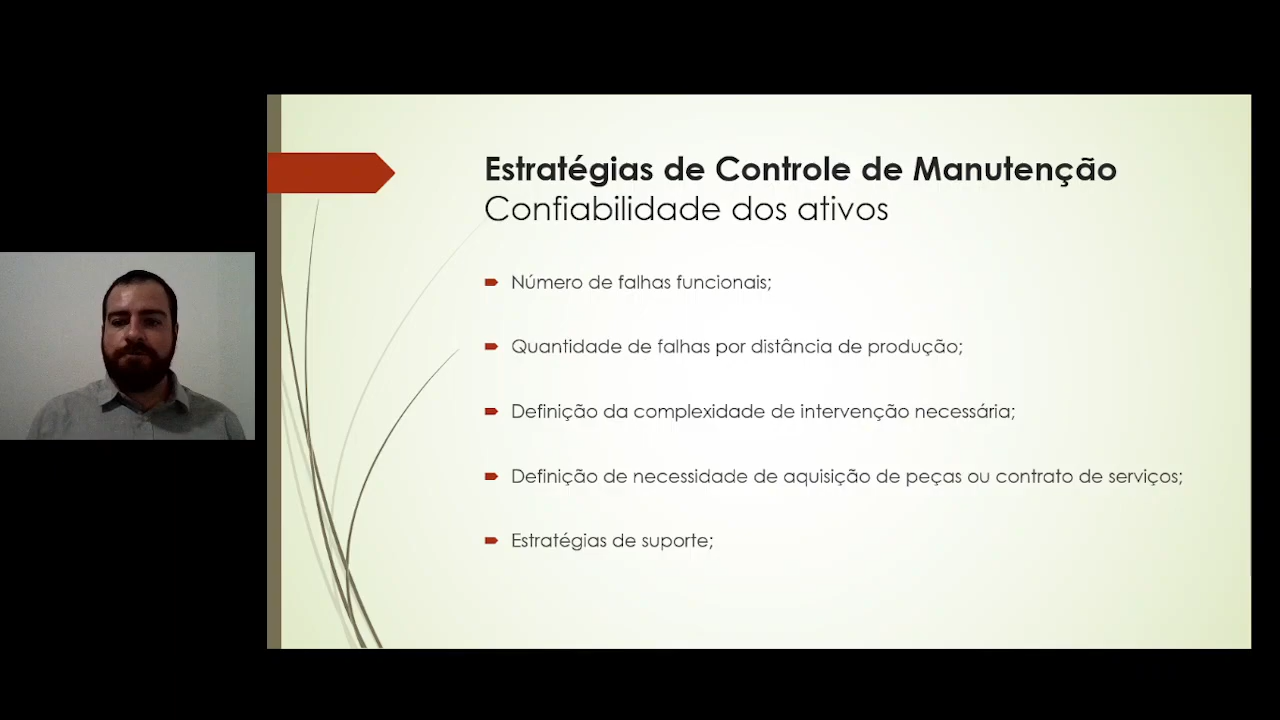 Estratégias de Controle de Manutenção
Confiabilidade dos ativos
Número de falhas funcionais;
Quantidade de falhas por distância de produção;
Definição da complexidade de intervenção necessária;
Definição de necessidade de aquisição de peças ou contrato de serviços;
Estratégias de suporte;